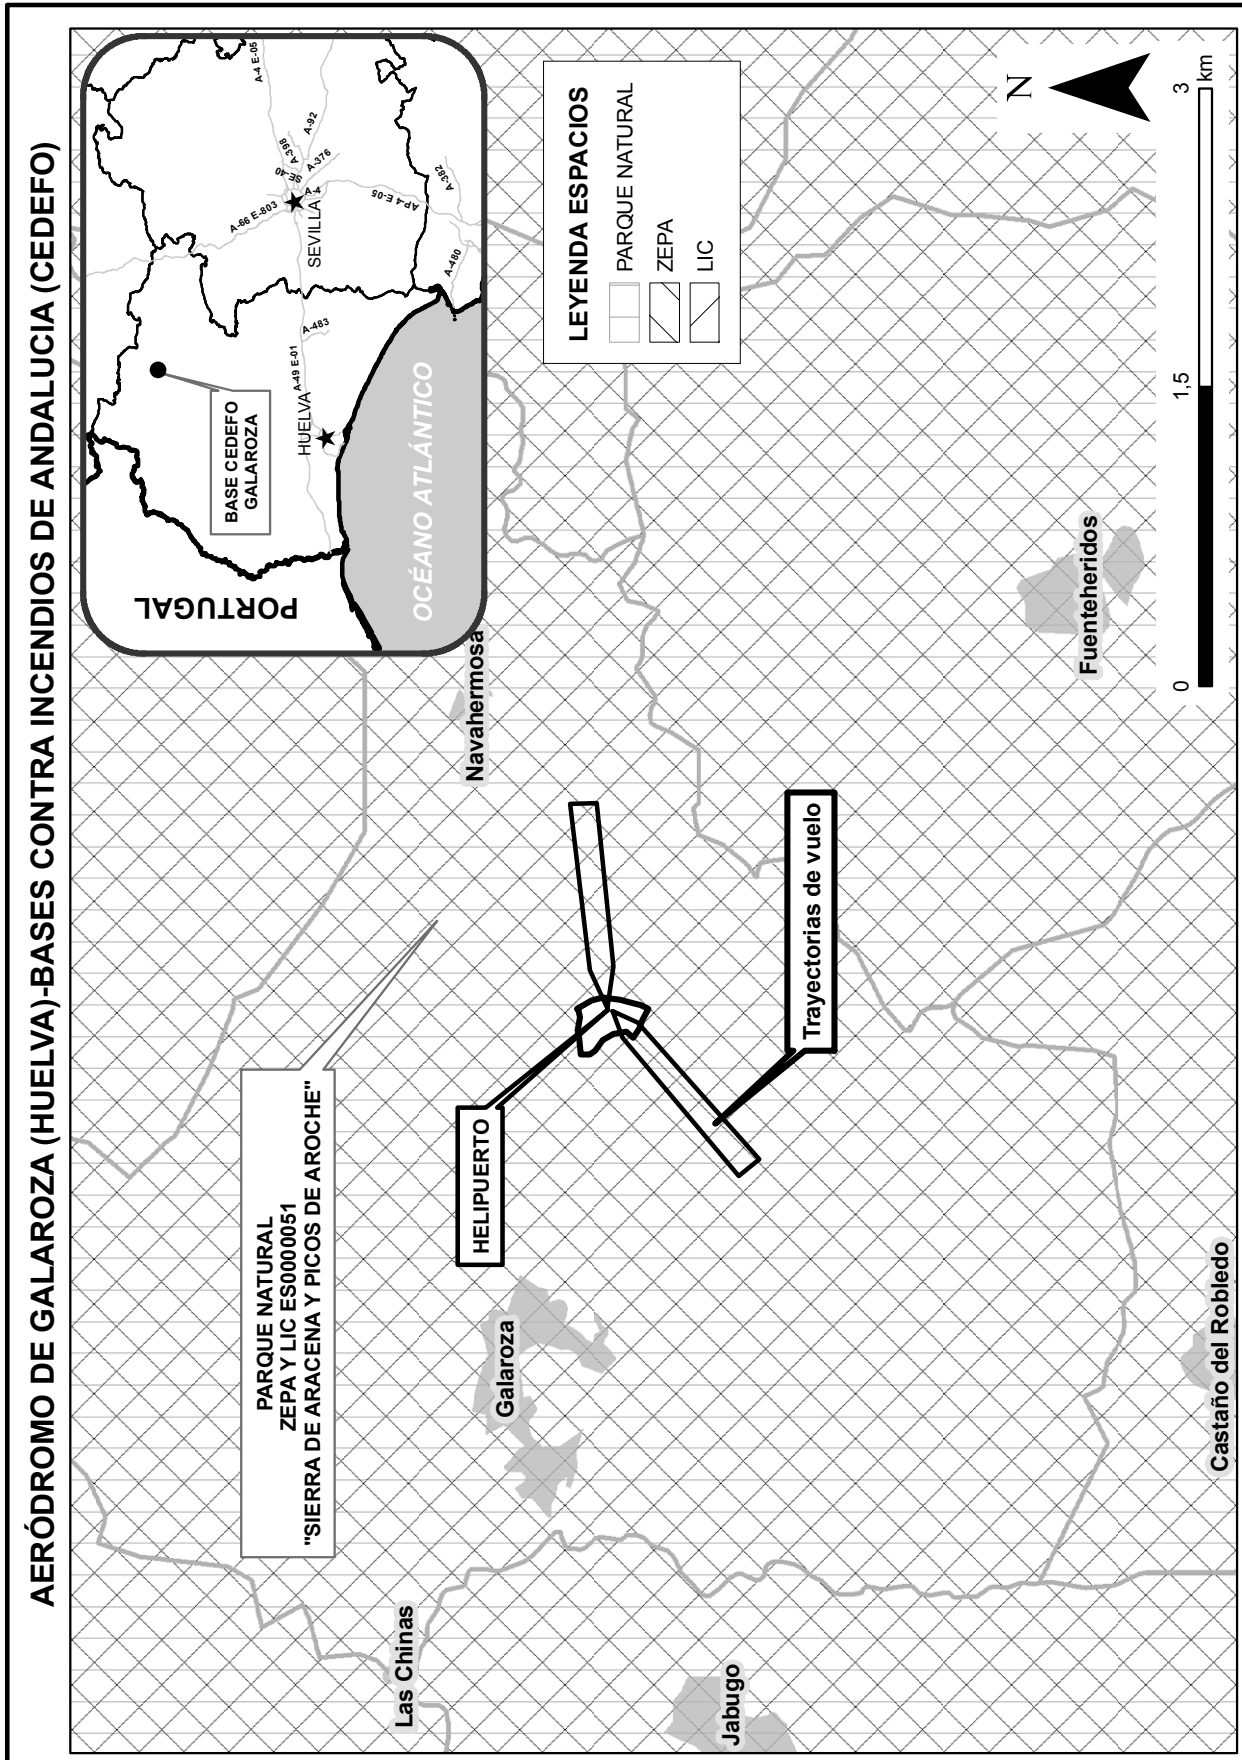 AERÓDROMO DE GALAROZA (HUELVA)-BASES CONTRA INCENDIOS DE ANDALUCIA (CEDEFO)
PARQUE NATURAL
ZEPA Y LIC ES0000051
"SIERRA DE ARACENA Y PICOS DE AROCHE"
PORTUGAL
BASE CEDEFO
GALAROZA
HUELVA
SEVILLA
OCÉANO ATLÁNTICO
A-49 E-01
A-483
A-66 E-803
A-4 E-05
SE-40
A-398
A-92
A-376
A-4
AP-4 E-05
A-382
A-480
Las Chinas
Navahermosa
HELIPUERTO
Galaroza
LEYENDA ESPACIOS
PARQUE NATURAL
ZEPA
LIC
Jabugo
Trayectorias de vuelo
N
Fuenteheridos
Castaño del Robledo
0
1,5
3
km